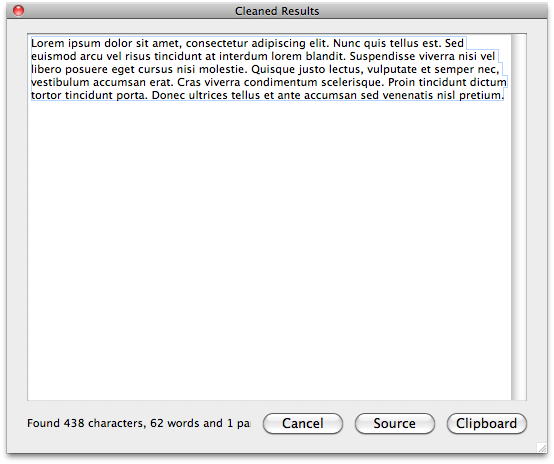 Cleaned Results
Lorem ipsum dolor sit amet, consectetur adipiscing elit. Nunc quis tellus est. Sed
euismod arcu vel risus tincidunt at interdum lorem blandit. Suspendisse viverra nisi vel
libero posuere eget cursus nisi molestie. Quisque justo lectus, vulputate et semper nec,
vestibulum accumsan erat. Cras viverra condimentum scelerisque. Proin tincidunt dictum
tortor tincidunt porta. Donec ultrices tellus et ante accumsan sed venenatis nisl pretium.
Found 438 characters, 62 words and 1 pa
Cancel
Source
Clipboard